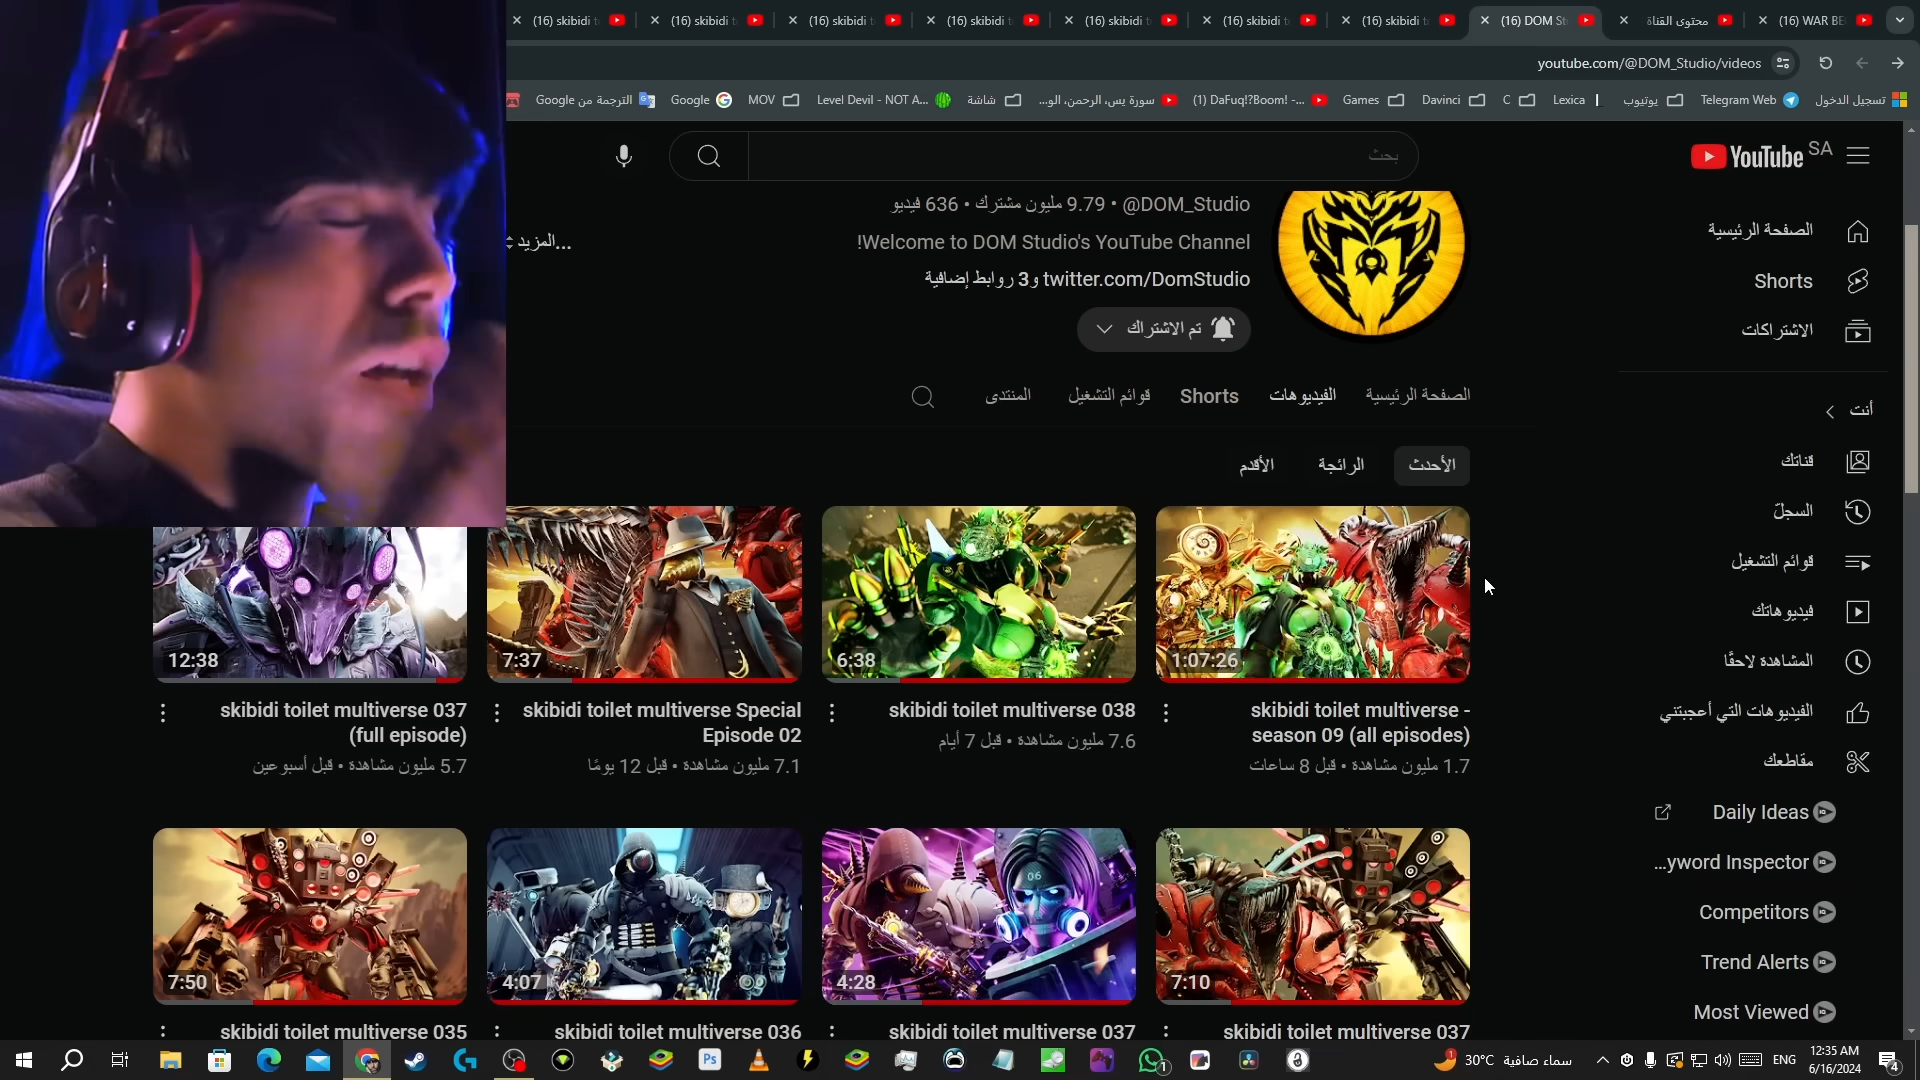 (16) skibidi t
(16) skibidi t
(16) skibidi t
(16) skibidi t
(16) skibidi t
(16) skibidi t
(16) skibidi t
(16) DOM St
محتوى القناة
(16) WAR BE
youtube.com/@DOM_Studio/videos
تسجيل الدخول
Telegram Web
يوتيوب
Lexica
C
Davinci
Games
(1) DaFuq!?Boom! -...
سورة يس، الرحمن، الو...
شاشة
Level Devil - NOT A...
MOV
Google
الترجمة من Google
YouTube SA
بحث
@DOM_Studio • 9.79 مليون مشترك • 636 فيديو
Welcome to DOM Studio's YouTube Channel!
...المزيد
twitter.com/DomStudio و3 روابط إضافية
تم الاشتراك
الصفحة الرئيسية
الفيديوهات
Shorts
قوائم التشغيل
المنتدى
الأحدث
الرائجة
الأقدم
1:07:26
6:38
7:37
12:38
skibidi toilet multiverse -
season 09 (all episodes)
1.7 مليون مشاهدة • قبل 8 ساعات
skibidi toilet multiverse 038
7.6 مليون مشاهدة • قبل 7 أيام
skibidi toilet multiverse Special
Episode 02
7.1 مليون مشاهدة • قبل 12 يومًا
skibidi toilet multiverse 037
(full episode)
5.7 مليون مشاهدة • قبل أسبوعين
06
7:10
4:28
4:07
7:50
skibidi toilet multiverse 037
skibidi toilet multiverse 037
skibidi toilet multiverse 036
skibidi toilet multiverse 035
الصفحة الرئيسية
Shorts
الاشتراكات
أنت
قناتك
السجلّ
قوائم التشغيل
فيديوهاتك
المشاهدة لاحقًا
الفيديوهات التي أعجبتني
مقاطعك
Daily Ideas
...yword Inspector
Competitors
Trend Alerts
Most Viewed
Ps
1
30°C سماء صافية
1
ENG
12:35 AM
6/16/2024
4